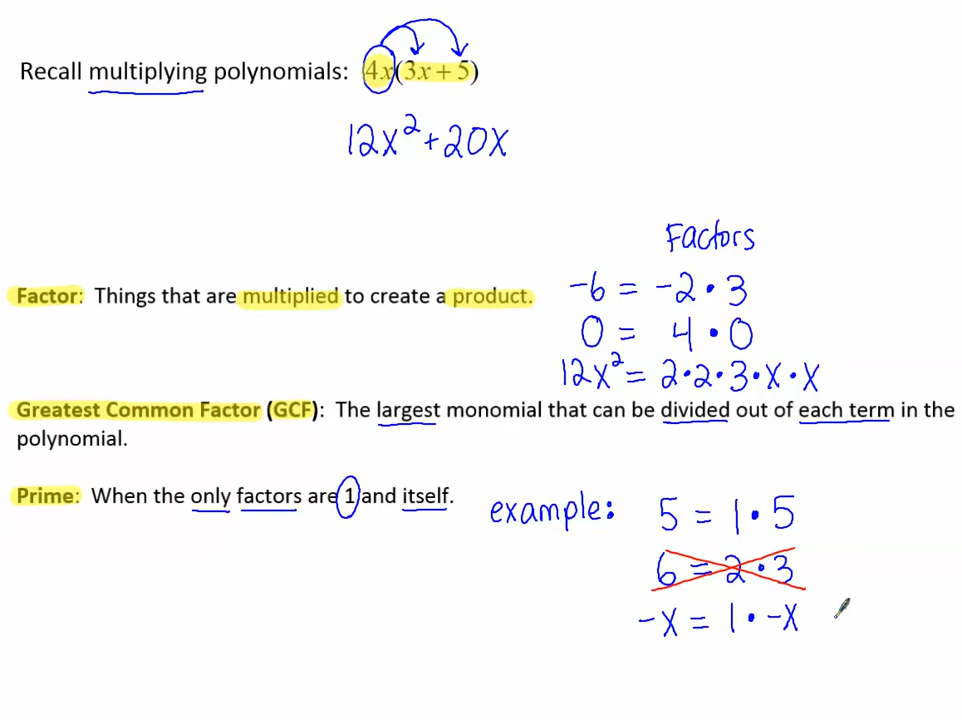 Recall multiplying polynomials: 4x(3x + 5)
12x² + 20x
Factors
-6 = -2 · 3
Factor: Things that are multiplied to create a product.
0 = 4 · 0
12x² = 2 · 2 · 3 · x · x
Greatest Common Factor (GCF): The largest monomial that can be divided out of each term in the
polynomial.
Prime: When the only factors are 1 and itself.
example: 5 = 1 · 5
6 = 2 · 3
-x = 1 · -x